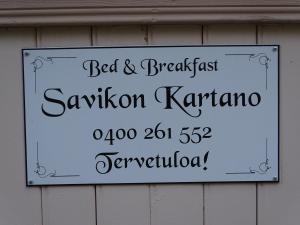 Bed & Breakfast
Savikon Kartano
0400 261 552
Tervetuloa!